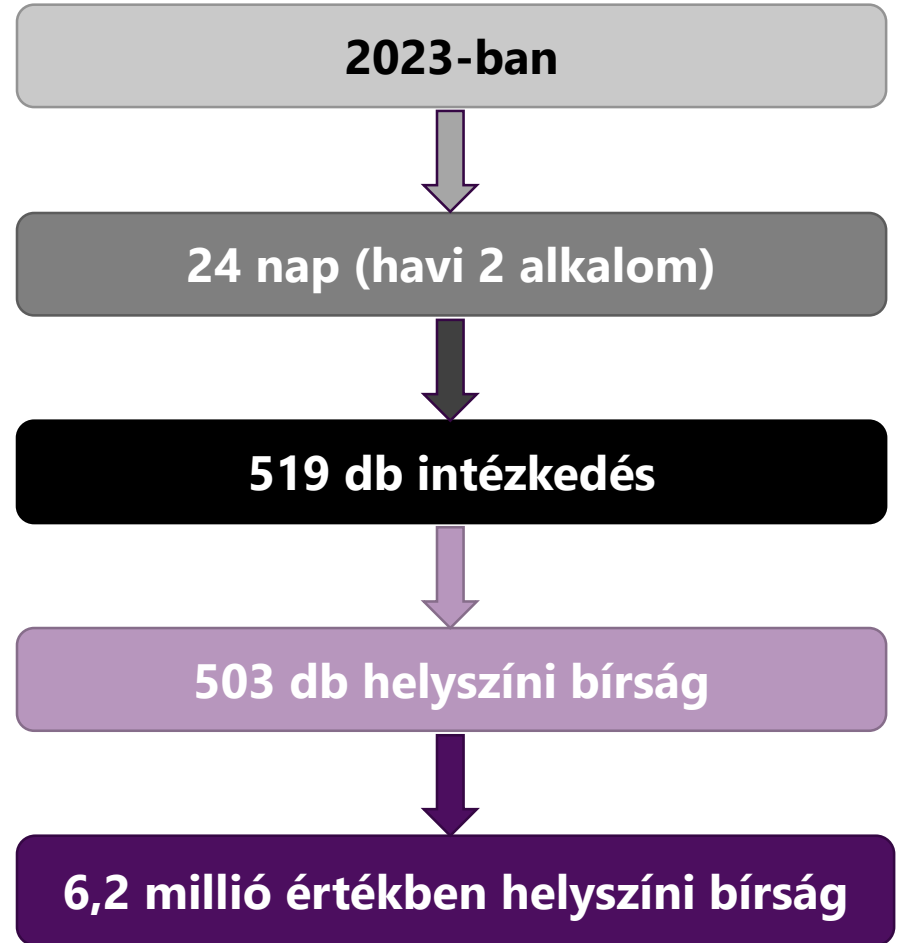 2023-ban
24 nap (havi 2 alkalom)
519 db intézkedés
503 db helyszíni bírság
6,2 millió értékben helyszíni bírság